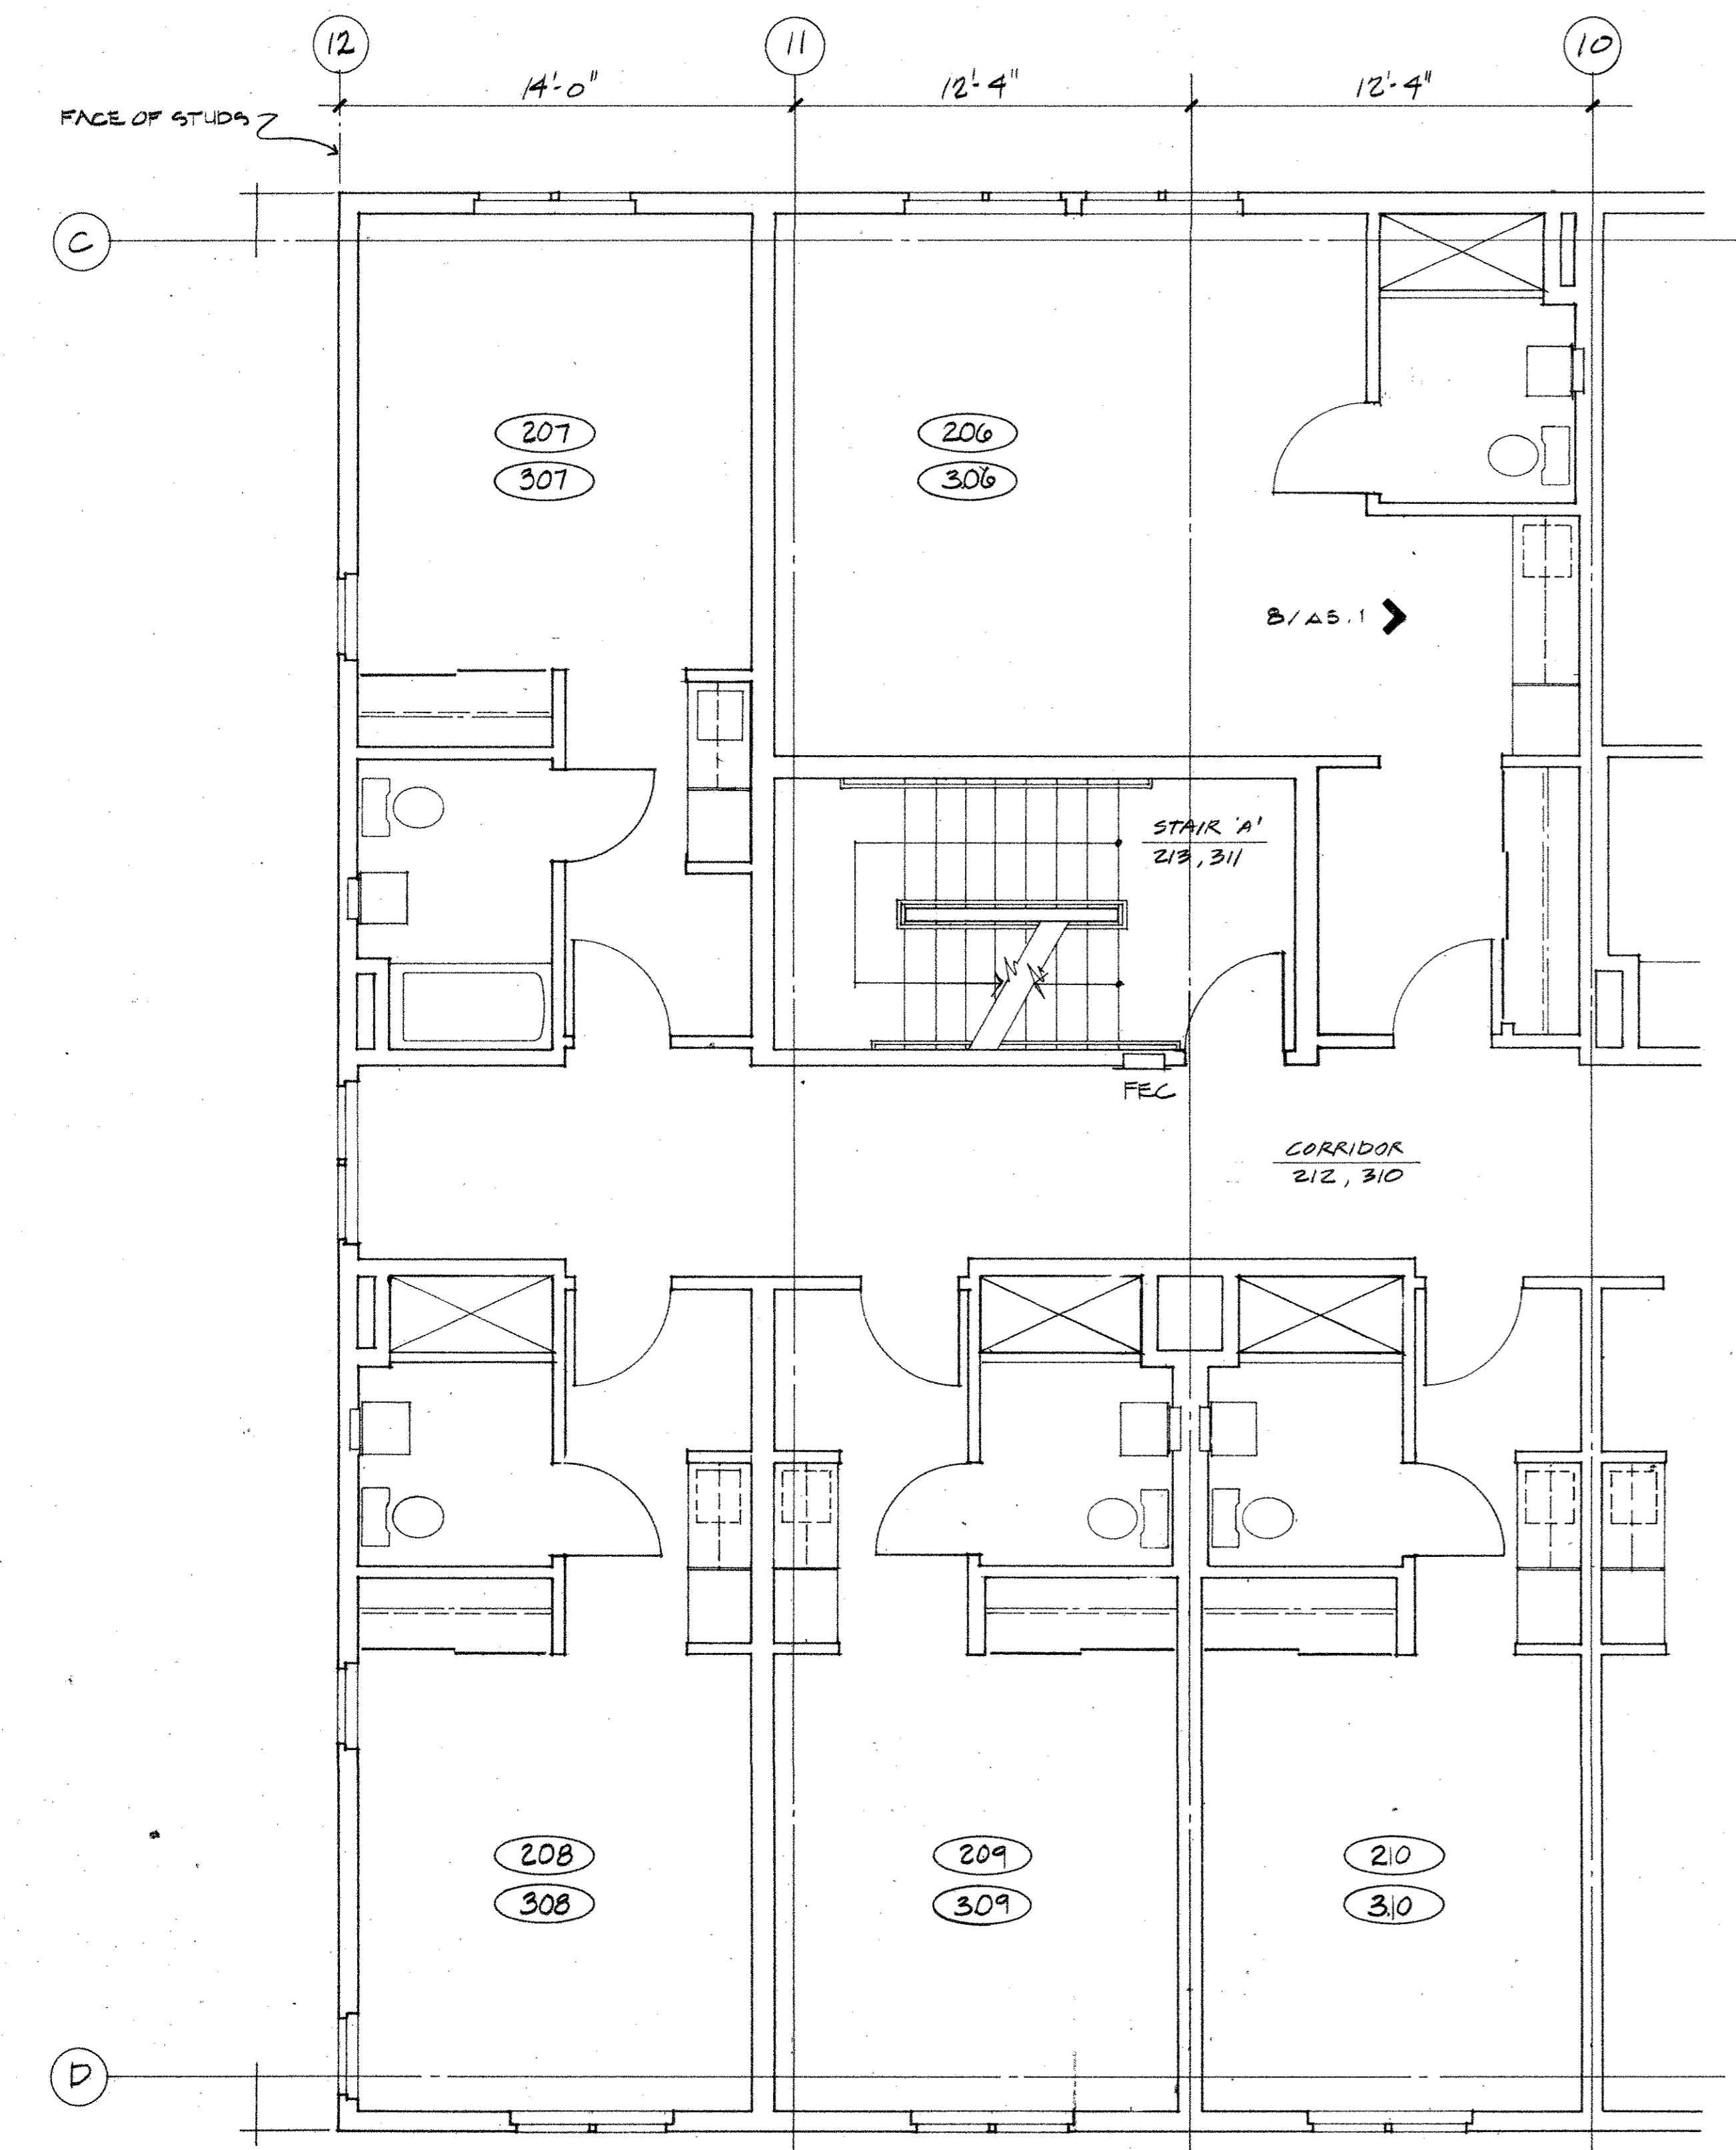 12
11
10
14'-0"
12'-4"
12'-4"
FACE OF STUDS
C
207
307
206
306
8/A5.1
STAIR 'A'
213, 311
FEC
CORRIDOR
212, 310
208
308
209
309
210
310
D